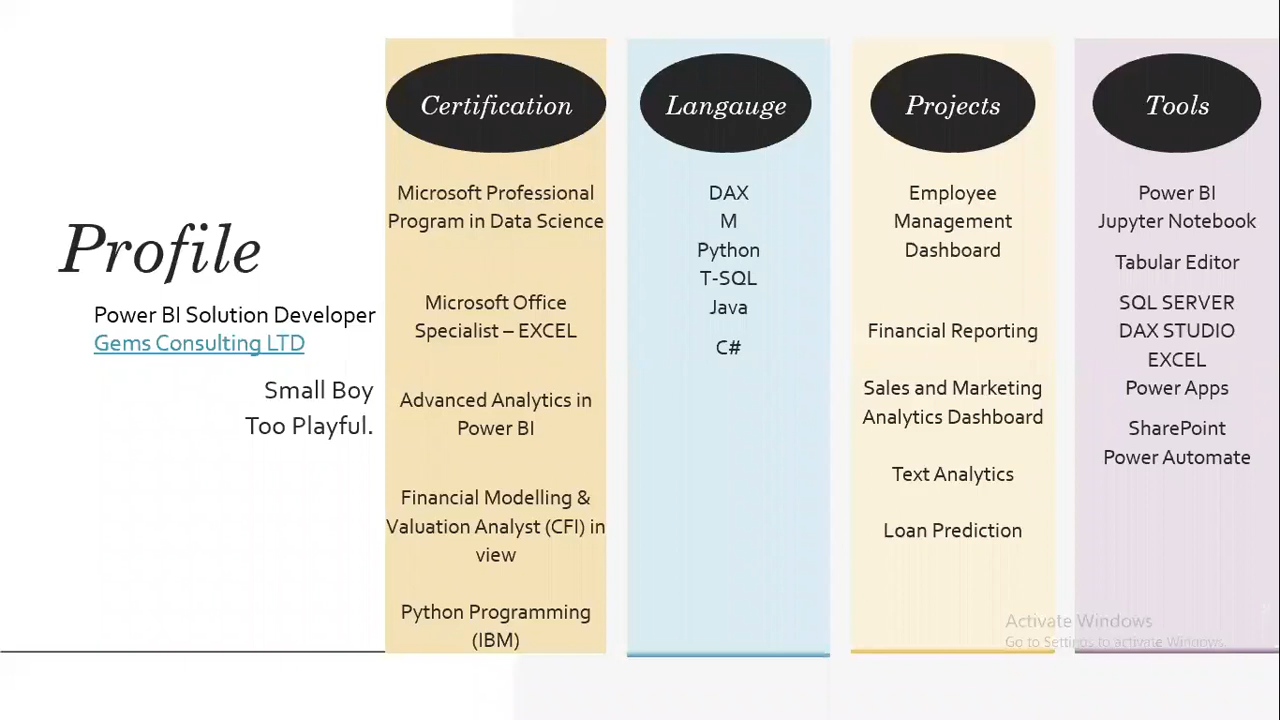 Profile
Power BI Solution Developer
Gems Consulting LTD
Small Boy
Too Playful.
Certification
Microsoft Professional
Program in Data Science
Microsoft Office
Specialist – EXCEL
Advanced Analytics in
Power BI
Financial Modelling &
Valuation Analyst (CFI) in
view
Python Programming
(IBM)
Langauge
DAX
M
Python
T-SQL
Java
C#
Projects
Employee
Management
Dashboard
Financial Reporting
Sales and Marketing
Analytics Dashboard
Text Analytics
Loan Prediction
Tools
Power BI
Jupyter Notebook
Tabular Editor
SQL SERVER
DAX STUDIO
EXCEL
Power Apps
SharePoint
Power Automate
Activate Windows
Go to Settings to activate Windows.